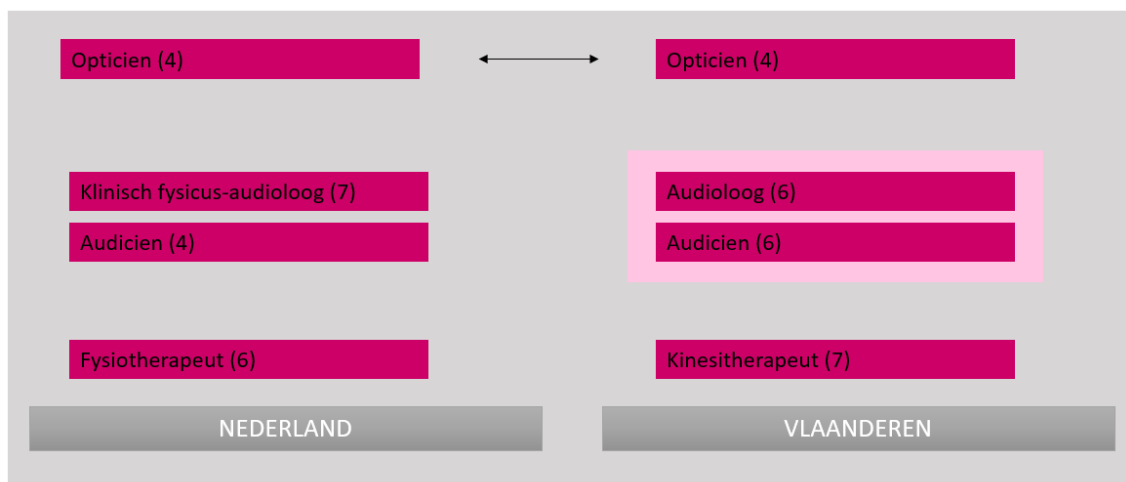 Opticien (4)
Opticien (4)
Klinisch fysicus-audioloog (7)
Audioloog (6)
Audicien (4)
Audicien (6)
Fysiotherapeut (6)
Kinesitherapeut (7)
NEDERLAND
VLAANDEREN